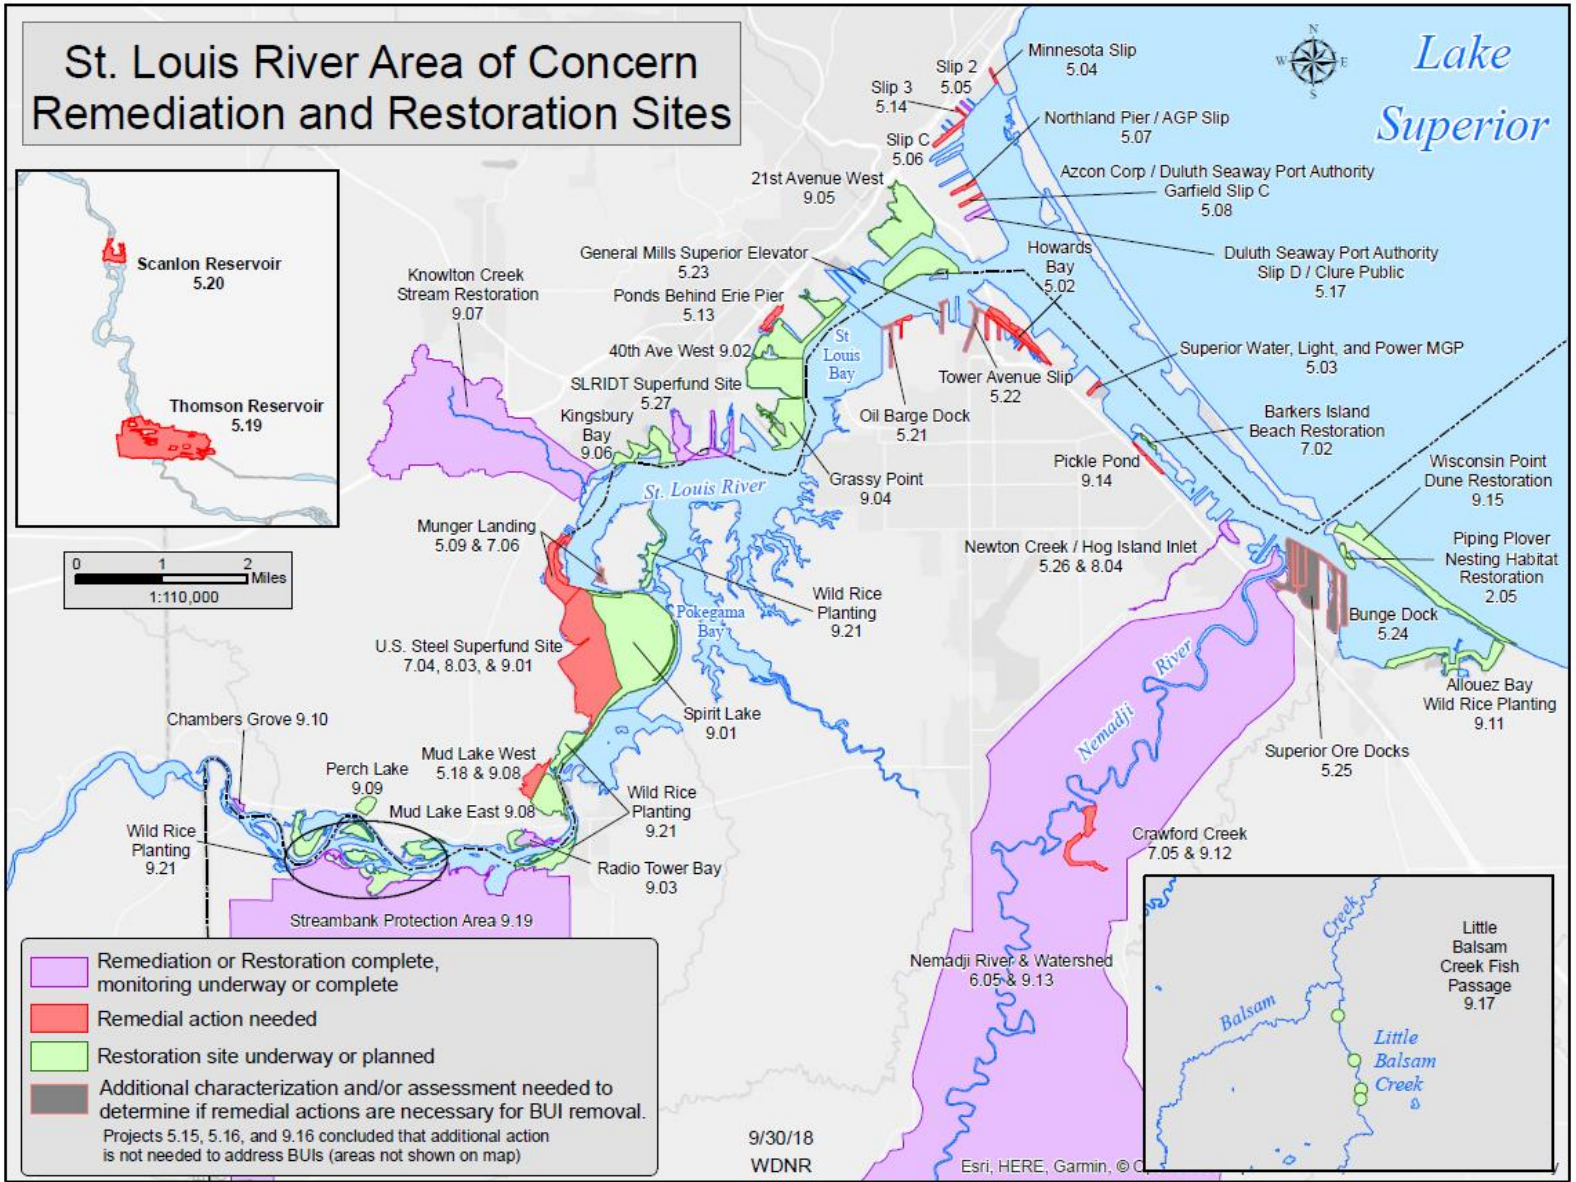 St. Louis River Area of Concern
Remediation and Restoration Sites
N
W
E
S
Lake
Superior
Minnesota Slip
5.04
Slip 2
5.05
Slip 3
5.14
Northland Pier / AGP Slip
5.07
Slip C
5.06
Azcon Corp / Duluth Seaway Port Authority
Garfield Slip C
5.08
21st Avenue West
9.05
Duluth Seaway Port Authority
Slip D / Clure Public
5.17
General Mills Superior Elevator
5.23
Howards
Bay
5.02
Scanlon Reservoir
5.20
Thomson Reservoir
5.19
Knowlton Creek
Stream Restoration
9.07
Ponds Behind Erie Pier
5.13
40th Ave West 9.02
St
Louis
Bay
Superior Water, Light, and Power MGP
5.03
SLRIDT Superfund Site
5.27
Tower Avenue Slip
5.22
Kingsbury
Bay
9.06
Oil Barge Dock
5.21
Barkers Island
Beach Restoration
7.02
Pickle Pond
9.14
Wisconsin Point
Dune Restoration
9.15
Grassy Point
9.04
St. Louis River
Munger Landing
5.09 & 7.06
Newton Creek / Hog Island Inlet
5.26 & 8.04
Piping Plover
Nesting Habitat
Restoration
2.05
0 1 2
Miles
1:110,000
Wild Rice
Planting
9.21
Pokegama
Bay
Bunge Dock
5.24
U.S. Steel Superfund Site
7.04, 8.03, & 9.01
Nemadji
River
Allouez Bay
Wild Rice Planting
9.11
Spirit Lake
9.01
Superior Ore Docks
5.25
Chambers Grove 9.10
Mud Lake West
5.18 & 9.08
Perch Lake
9.09
Mud Lake East 9.08
Wild Rice
Planting
9.21
Wild Rice
Planting
9.21
Radio Tower Bay
9.03
Crawford Creek
7.05 & 9.12
Streambank Protection Area 9.19
Nemadji River & Watershed
6.05 & 9.13
Creek
Balsam
Little
Balsam
Creek Fish
Passage
9.17
Little
Balsam
Creek
Remediation or Restoration complete,
monitoring underway or complete
Remedial action needed
Restoration site underway or planned
Additional characterization and/or assessment needed to
determine if remedial actions are necessary for BUI removal.
Projects 5.15, 5.16, and 9.16 concluded that additional action
is not needed to address BUIs (areas not shown on map)
9/30/18
WDNR
Esri, HERE, Garmin, ©